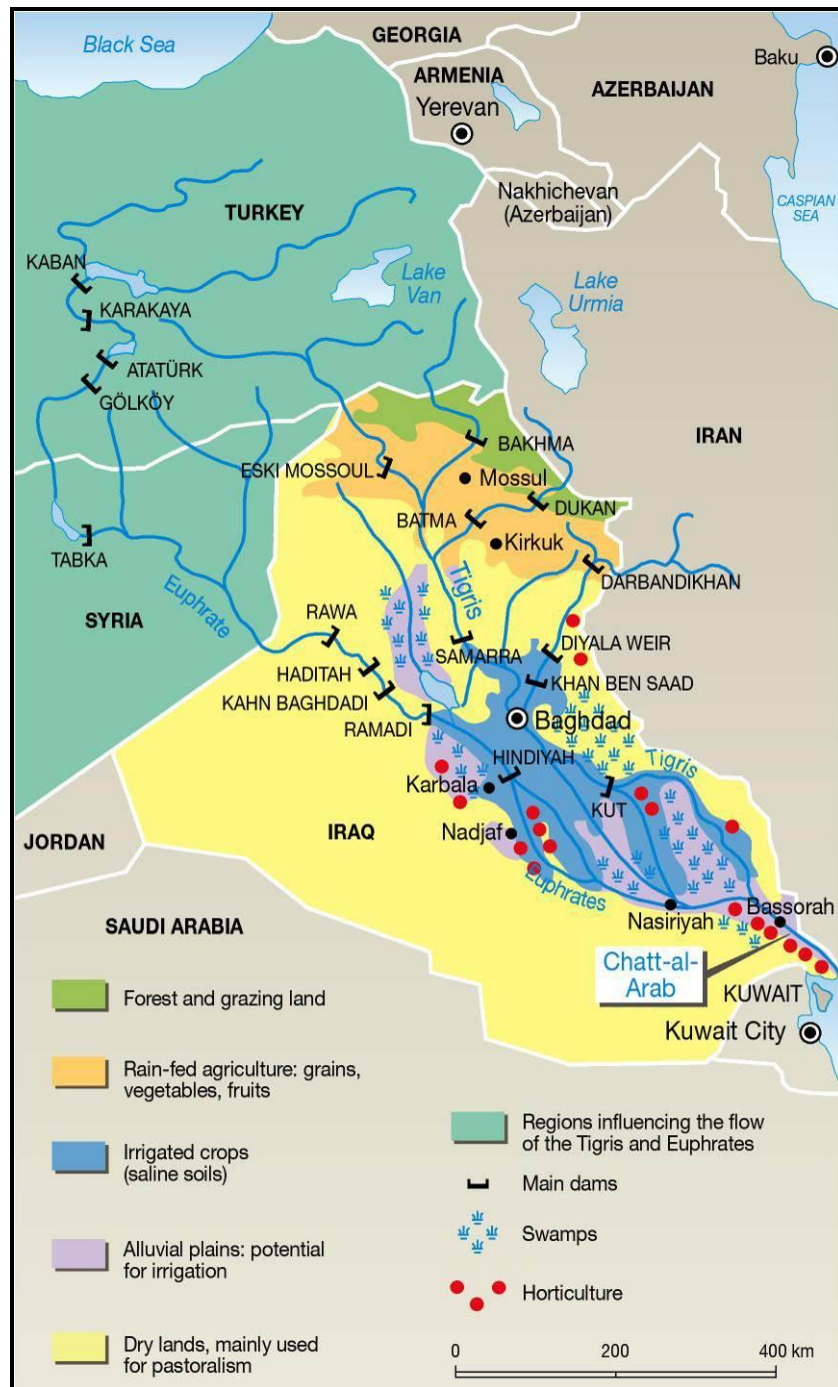 Black Sea
GEORGIA
Baku
ARMENIA
Yerevan
AZERBAIJAN
Nakhichevan
(Azerbaijan)
CASPIAN
SEA
TURKEY
KABAN
Lake
Van
Lake
Urmia
KARAKAYA
ATATÜRK
GÖLKÖY
IRAN
BAKHMA
ESKI MOSSOUL
Mossul
DUKAN
BATMA
Kirkuk
TABKA
DARBANDIKHAN
Tigris
Euphrate
SYRIA
RAWA
SAMARRA
DIYALA WEIR
HADITAH
KHAN BEN SAAD
KAHN BAGHDADI
RAMADI
Baghdad
HINDIYAH
Tigris
Karbala
KUT
JORDAN
IRAQ
Nadjaf
Euphrates
Nasiriyah
Bassorah
SAUDI ARABIA
Chatt-al-
Arab
KUWAIT
Kuwait City
Forest and grazing land
Rain-fed agriculture: grains,
vegetables, fruits
Irrigated crops
(saline soils)
Alluvial plains: potential
for irrigation
Dry lands, mainly used
for pastoralism
Regions influencing the flow
of the Tigris and Euphrates
Main dams
Swamps
Horticulture
0 200 400 km